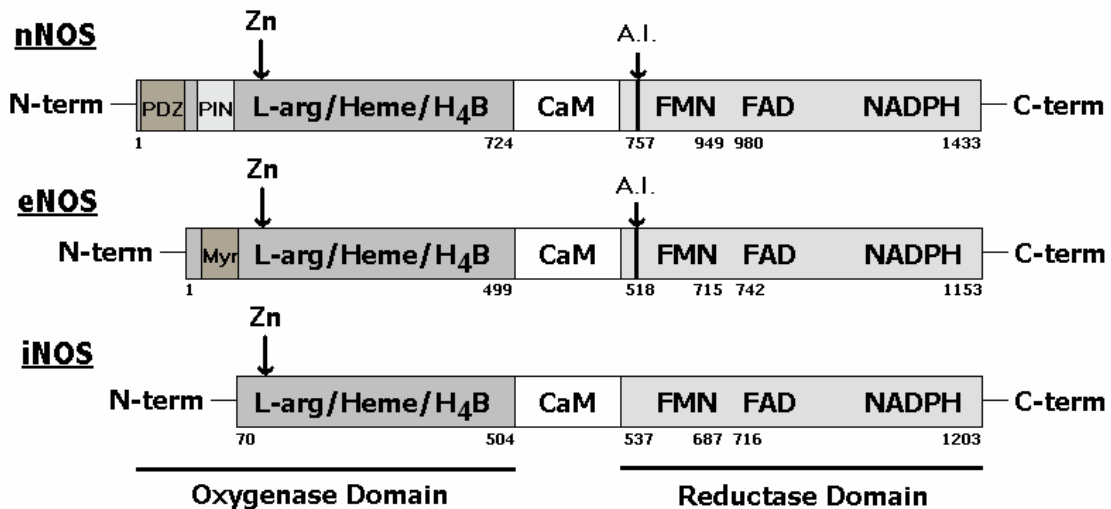 Zn
A.I.
nNOS
N-term PDZ PIN L-arg/Heme/H₄B CaM FMN FAD NADPH C-term
1 724 757 949 980 1433
Zn
A.I.
eNOS
N-term Myr L-arg/Heme/H₄B CaM FMN FAD NADPH C-term
1 499 518 715 742 1153
Zn
iNOS
N-term L-arg/Heme/H₄B CaM FMN FAD NADPH C-term
70 504 537 687 716 1203
Oxygenase Domain Reductase Domain